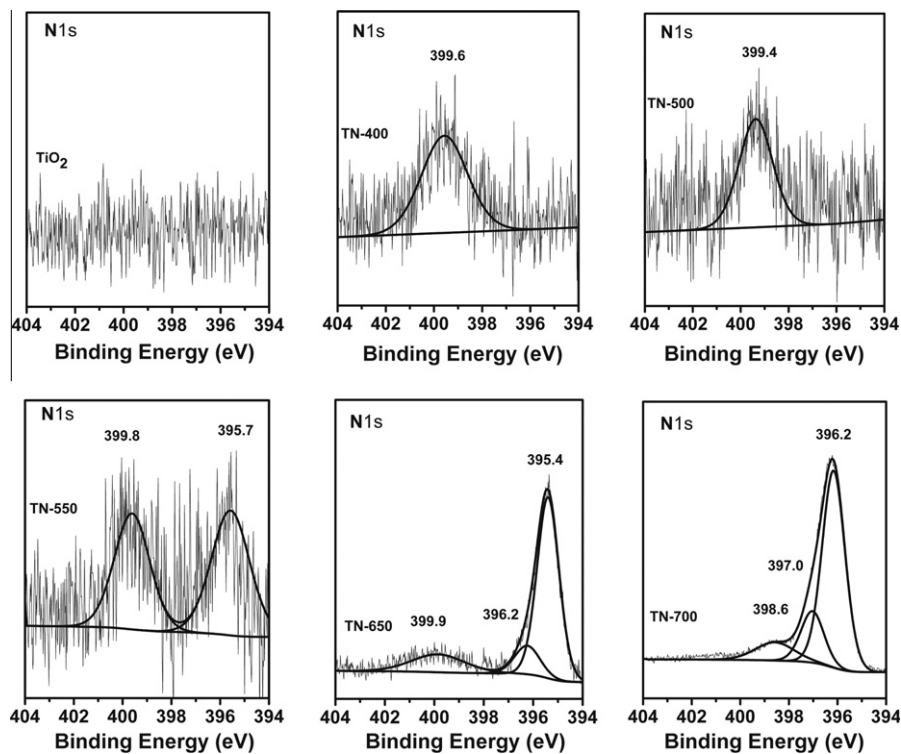 N1s
TiO2
404 402 400 398 396 394
Binding Energy (eV)
N1s
399.6
TN-400
404 402 400 398 396 394
Binding Energy (eV)
N1s
399.4
TN-500
404 402 400 398 396 394
Binding Energy (eV)
N1s
399.8
395.7
TN-550
404 402 400 398 396 394
Binding Energy (eV)
N1s
395.4
396.2
399.9
TN-650
404 402 400 398 396 394
Binding Energy (eV)
N1s
396.2
397.0
398.6
TN-700
404 402 400 398 396 394
Binding Energy (eV)